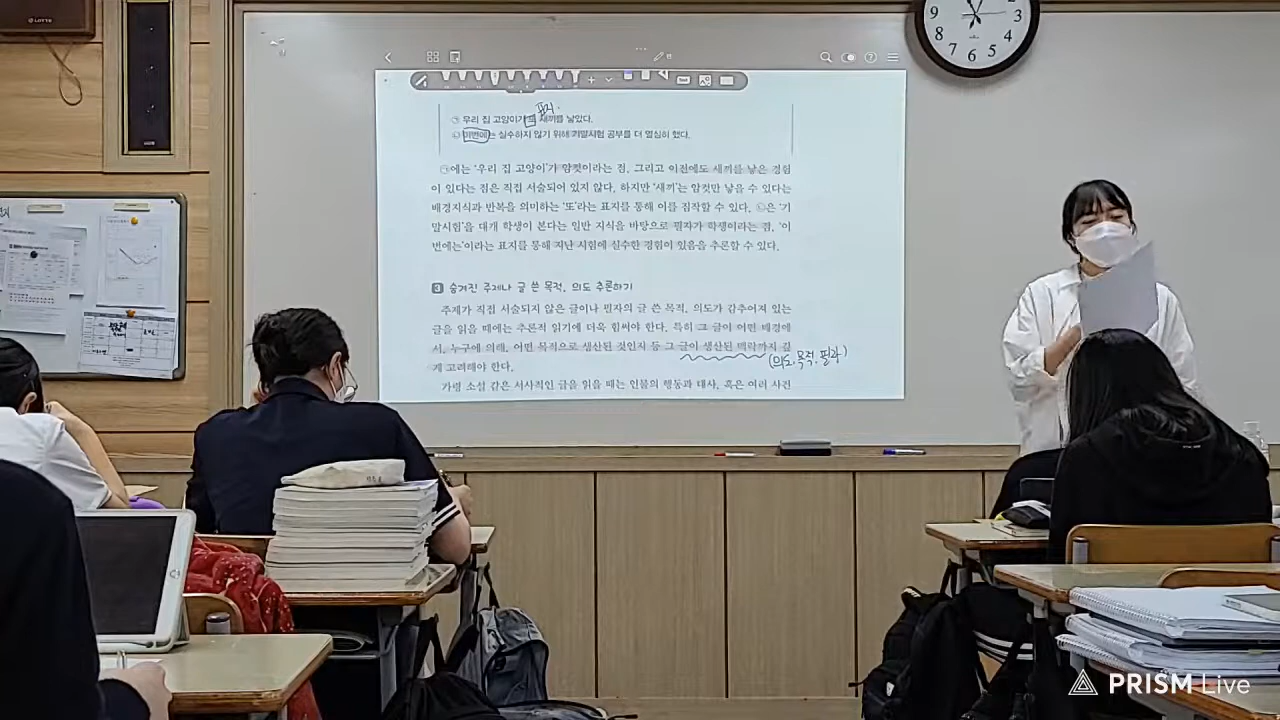 LOTTE
9 3
8 4
7 6 5
표지
㉠ 우리 집 고양이가 또 새끼를 낳았다.
㉡ 이번에는 실수하지 않기 위해 기말시험 공부를 더 열심히 했다.
㉠에는 '우리 집 고양이'가 암컷이라는 점, 그리고 이전에도 새끼를 낳은 경험
이 있다는 점은 직접 서술되어 있지 않다. 하지만 '새끼'는 암컷만 낳을 수 있다는
배경지식과 반복을 의미하는 '또'라는 표지를 통해 이를 짐작할 수 있다. ㉡은 '기
말시험'을 대개 학생이 본다는 일반 지식을 바탕으로 필자가 학생이라는 점, '이
번에는'이라는 표지를 통해 지난 시험에 실수한 경험이 있음을 추론할 수 있다.
3 숨겨진 주제나 글 쓴 목적, 의도 추론하기
주제가 직접 서술되지 않은 글이나 필자의 글 쓴 목적, 의도가 감추어져 있는
글을 읽을 때에는 추론적 읽기에 더욱 힘써야 한다. 특히 그 글이 어떤 배경에
서, 누구에 의해, 어떤 목적으로 생산된 것인지 등 그 글이 생산된 맥락까지 깊
게 고려해야 한다.
(의도, 목적, 필자)
가령 소설 같은 서사적인 글을 읽을 때는 인물의 행동과 대사, 혹은 여러 사건
PRISM Live